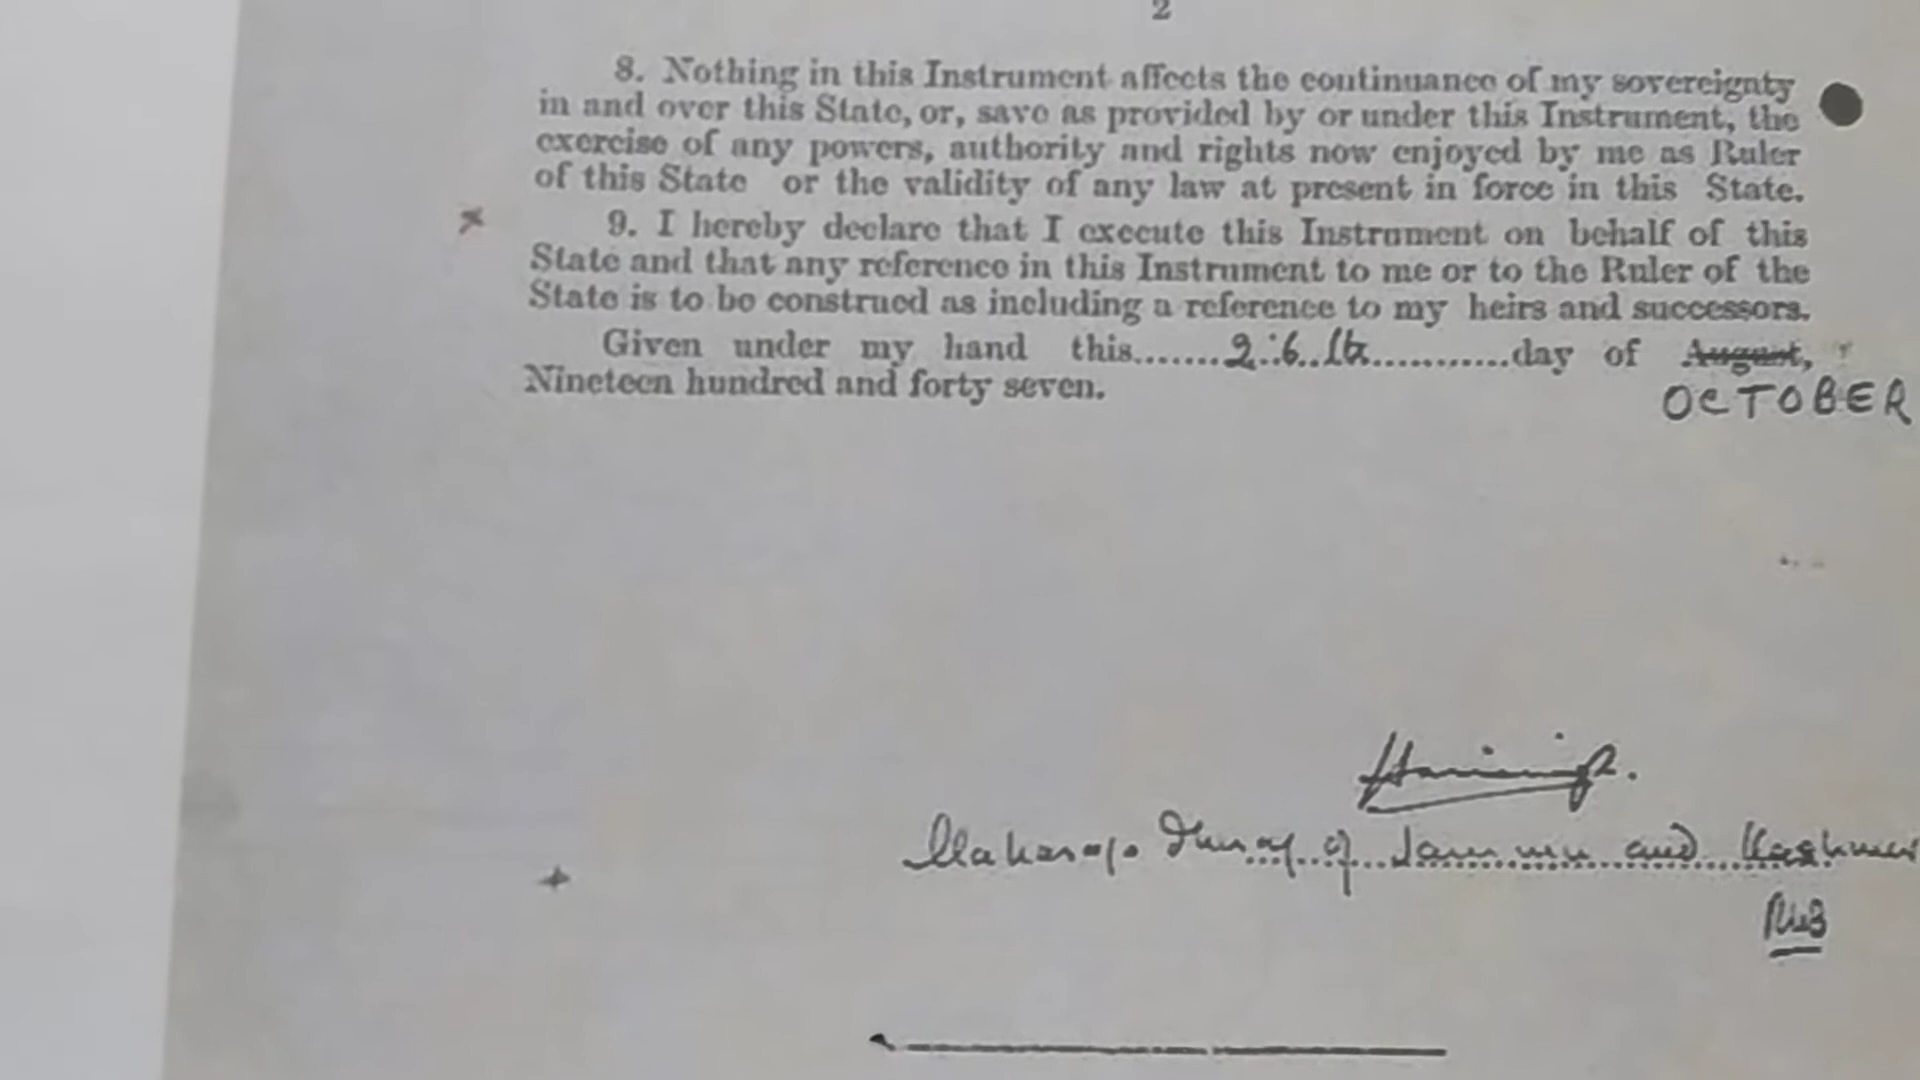 2
8. Nothing in this Instrument affects the continuance of my sovereignty
in and over this State, or, save as provided by or under this Instrument, the
exercise of any powers, authority and rights now enjoyed by me as Ruler
of this State or the validity of any law at present in force in this State.
9. I hereby declare that I execute this Instrument on behalf of this
State and that any reference in this Instrument to me or to the Ruler of the
State is to be construed as including a reference to my heirs and successors.
Given under my hand this.......26th...........day of August,
OCTOBER
Nineteen hundred and forty seven.
Harisingh.
Maharaja of Jammu and Kashmir